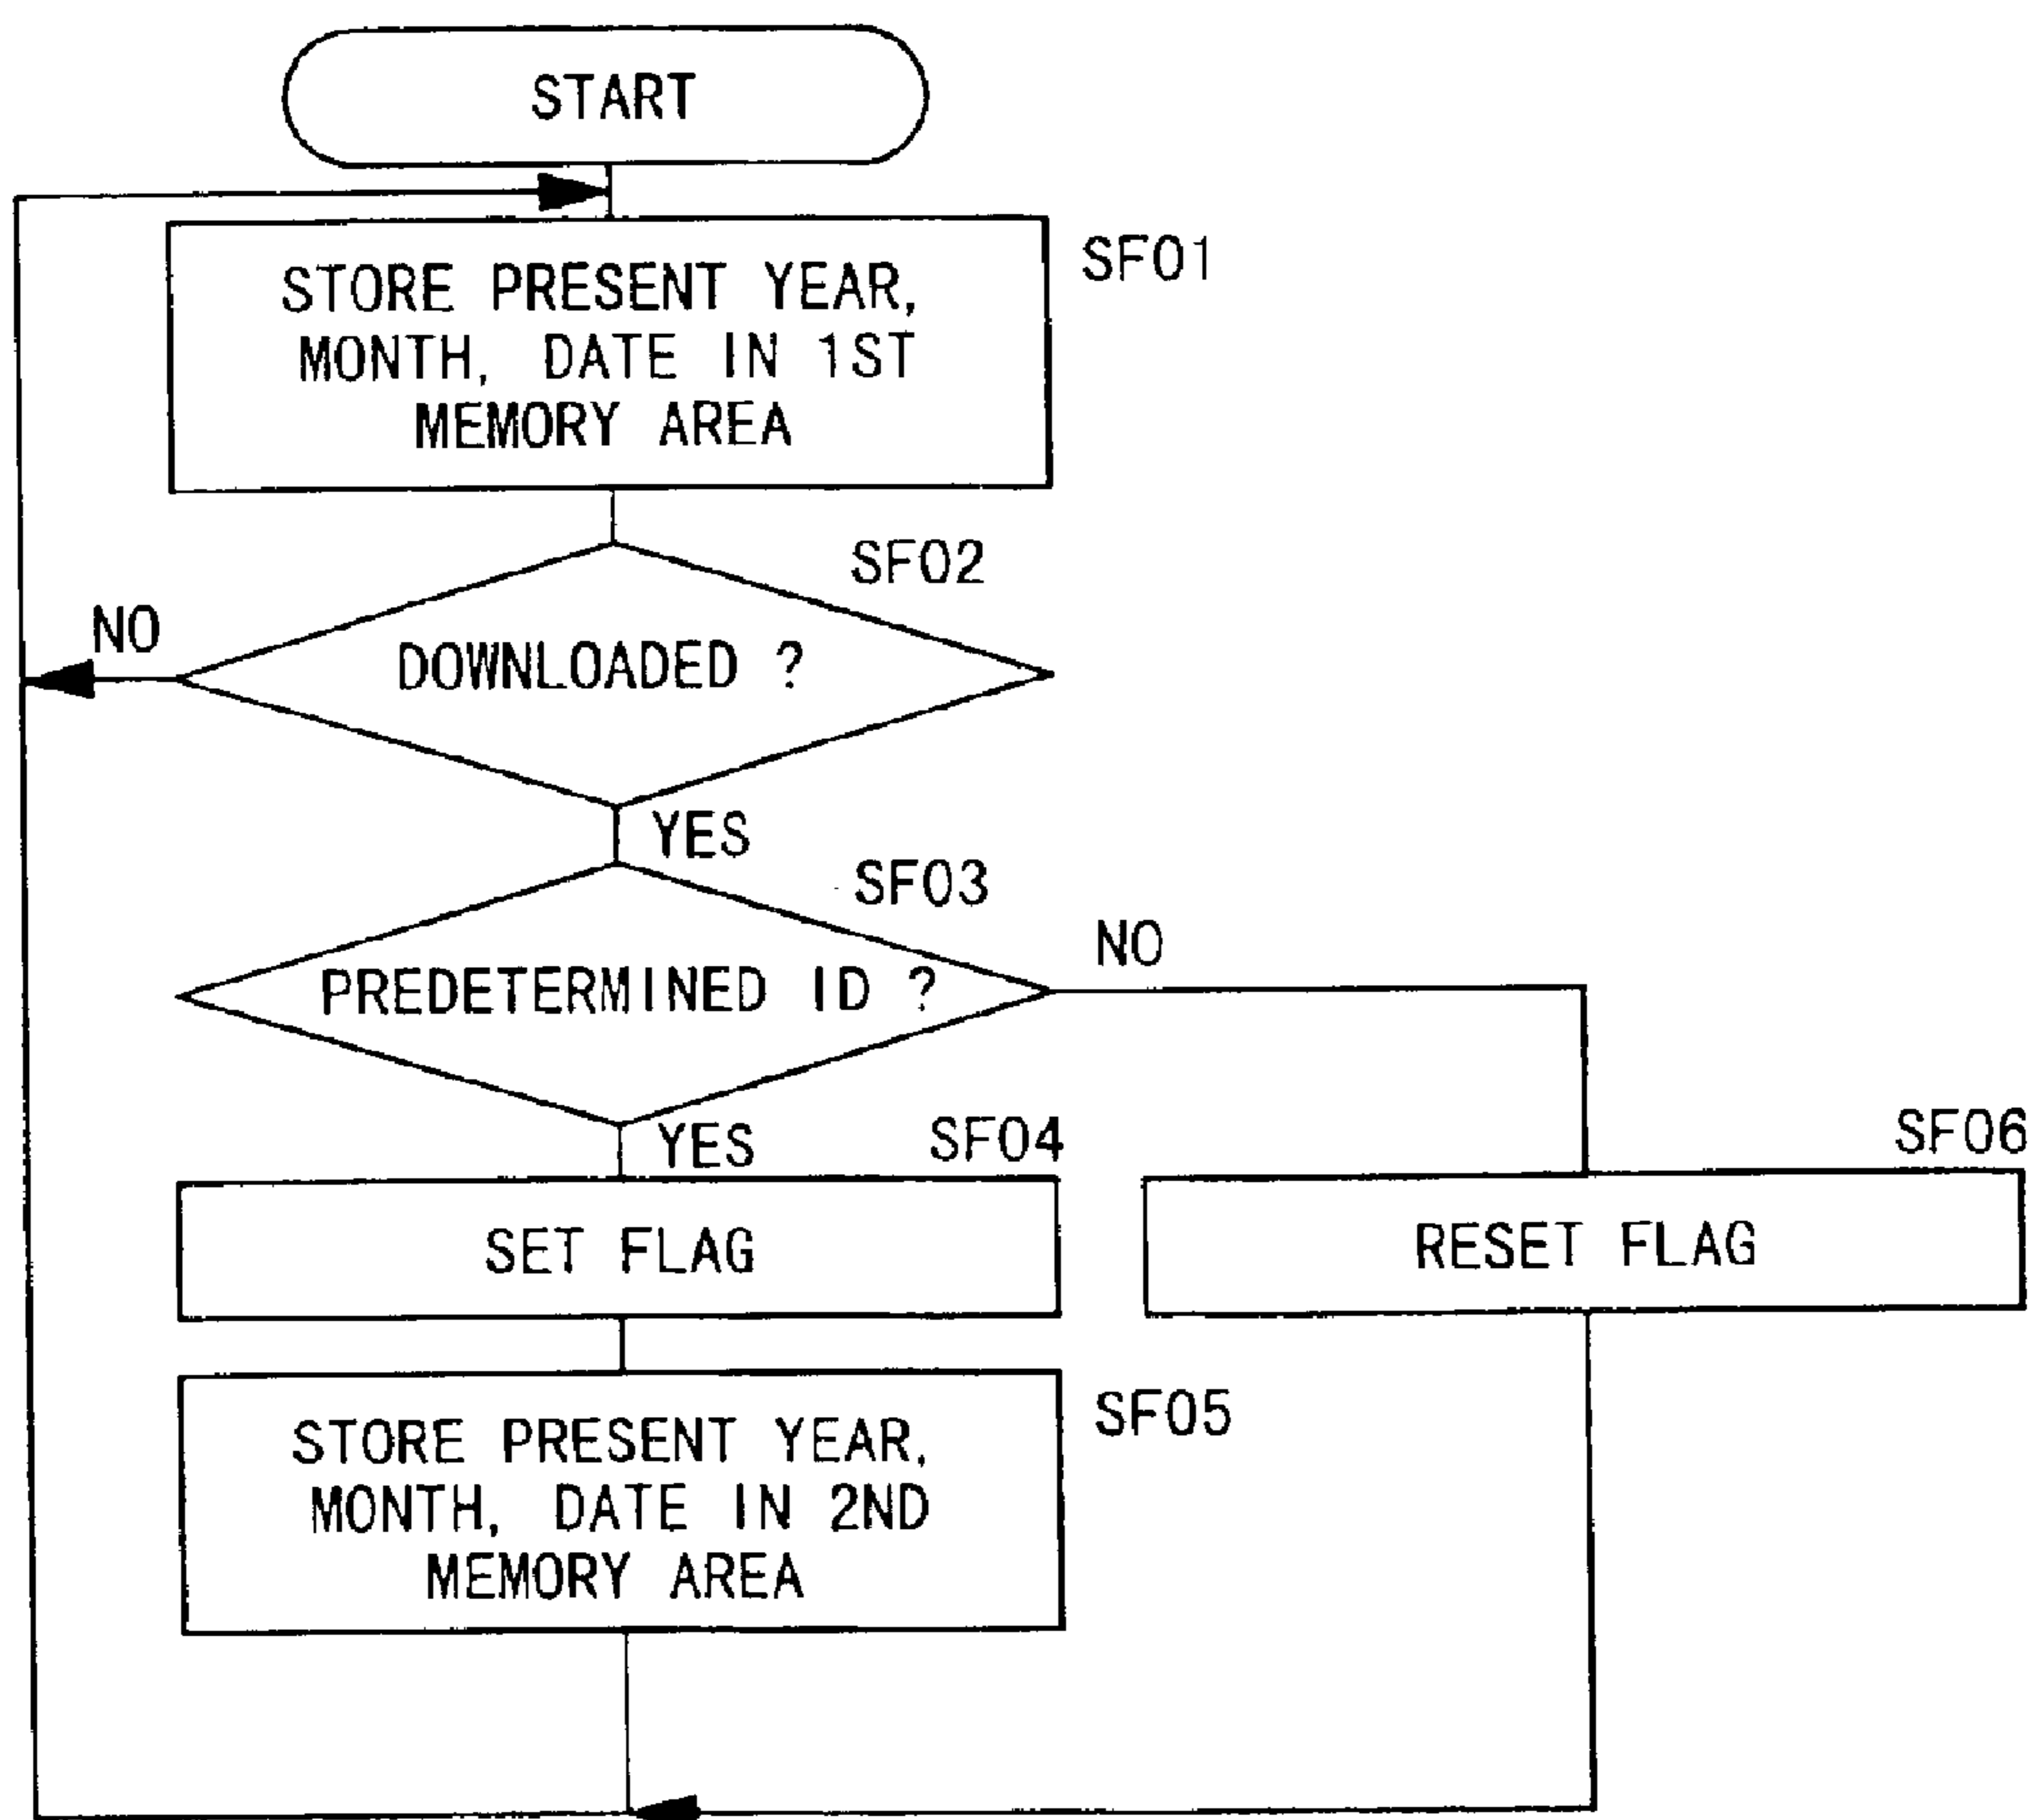 START
SF01
STORE PRESENT YEAR,
MONTH, DATE IN 1ST
MEMORY AREA
SF02
NO
DOWNLOADED ?
YES
SF03
NO
PREDETERMINED ID ?
YES
SF04
SF06
SET FLAG
RESET FLAG
SF05
STORE PRESENT YEAR,
MONTH, DATE IN 2ND
MEMORY AREA